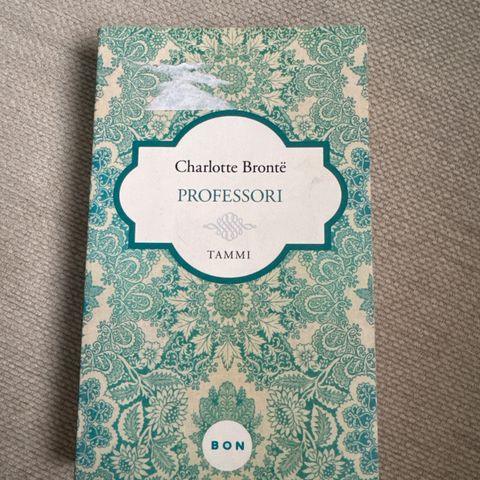 Charlotte Brontë
PROFESSORI
TAMMI
BON